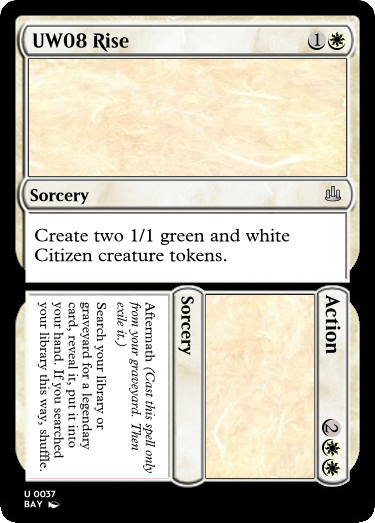 UW08 Rise 1
Sorcery
Create two 1/1 green and white
Citizen creature tokens.
Action 2
Sorcery
Aftermath (Cast this spell only
from your graveyard. Then
exile it.)
Search your library or
graveyard for a legendary
card, reveal it, put it into
your hand. If you searched
your library this way, shuffle.
U 0037
BAY